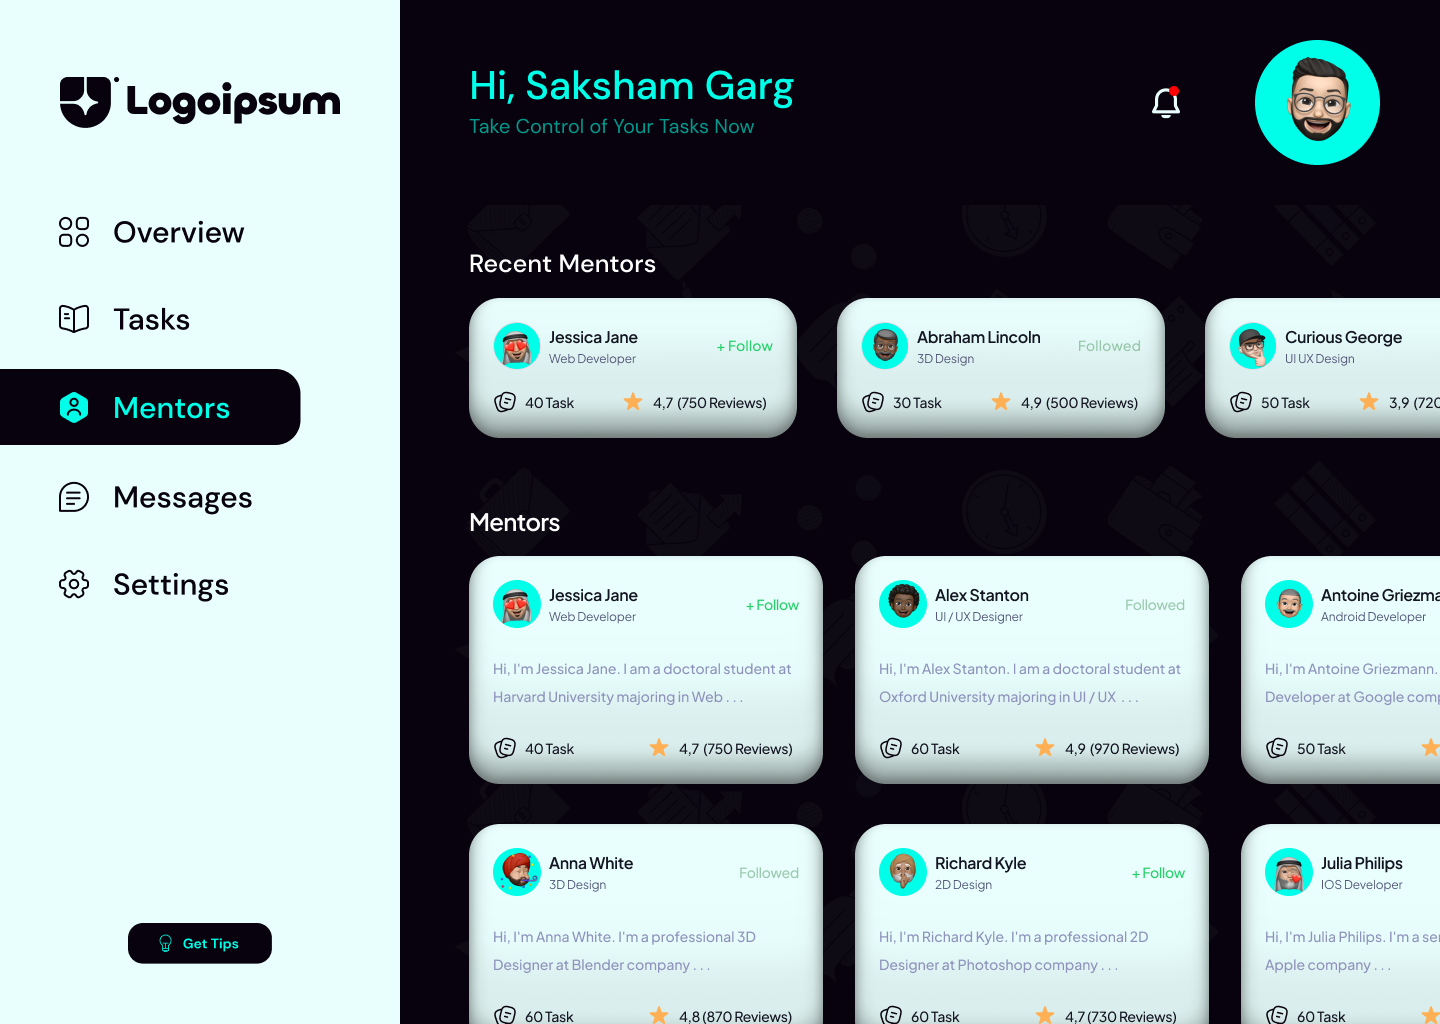 Logoipsum
Overview
Tasks
Mentors
Messages
Settings
Get Tips
Hi, Saksham Garg
Take Control of Your Tasks Now
Recent Mentors
Jessica Jane
Web Developer
+ Follow
40 Task
4,7 (750 Reviews)
Abraham Lincoln
3D Design
Followed
30 Task
4,9 (500 Reviews)
Curious George
UI UX Design
50 Task
3,9 (720
Mentors
Jessica Jane
Web Developer
+ Follow
Hi, I'm Jessica Jane. I am a doctoral student at
Harvard University majoring in Web . . .
40 Task
4,7 (750 Reviews)
Alex Stanton
UI / UX Designer
Followed
Hi, I'm Alex Stanton. I am a doctoral student at
Oxford University majoring in UI / UX . . .
60 Task
4,9 (970 Reviews)
Antoine Griezma
Android Developer
Hi, I'm Antoine Griezmann.
Developer at Google comp
50 Task
Anna White
3D Design
Followed
Hi, I'm Anna White. I'm a professional 3D
Designer at Blender company . . .
60 Task
4,8 (870 Reviews)
Richard Kyle
2D Design
+ Follow
Hi, I'm Richard Kyle. I'm a professional 2D
Designer at Photoshop company . . .
60 Task
4,7 (730 Reviews)
Julia Philips
IOS Developer
Hi, I'm Julia Philips. I'm a sen
Apple company . . .
60 Task